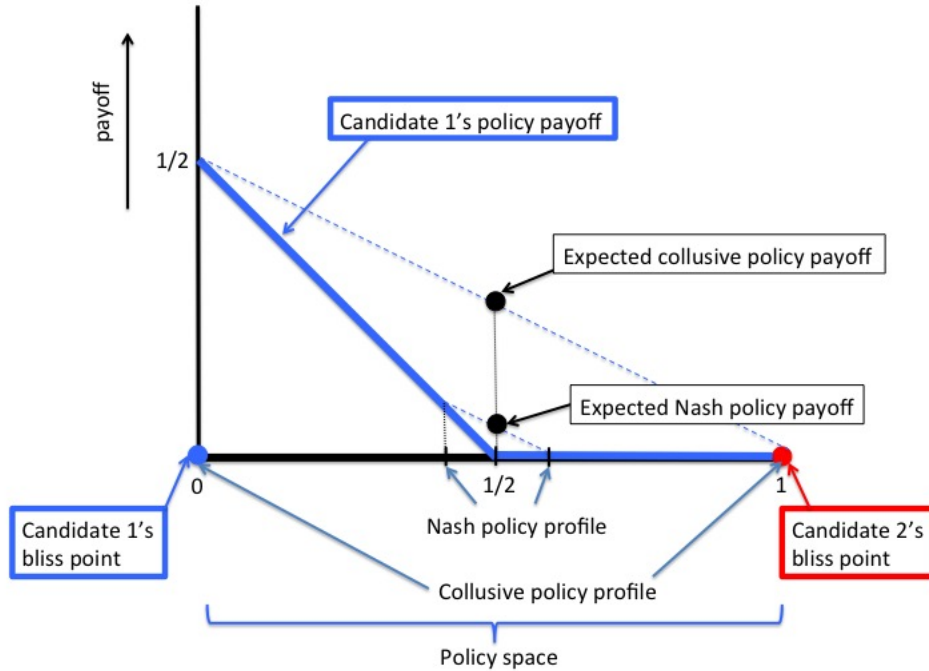 payoff
Candidate 1's policy payoff
1/2
Expected collusive policy payoff
Expected Nash policy payoff
0
1/2
1
Nash policy profile
Candidate 1's
bliss point
Candidate 2's
bliss point
Collusive policy profile
Policy space